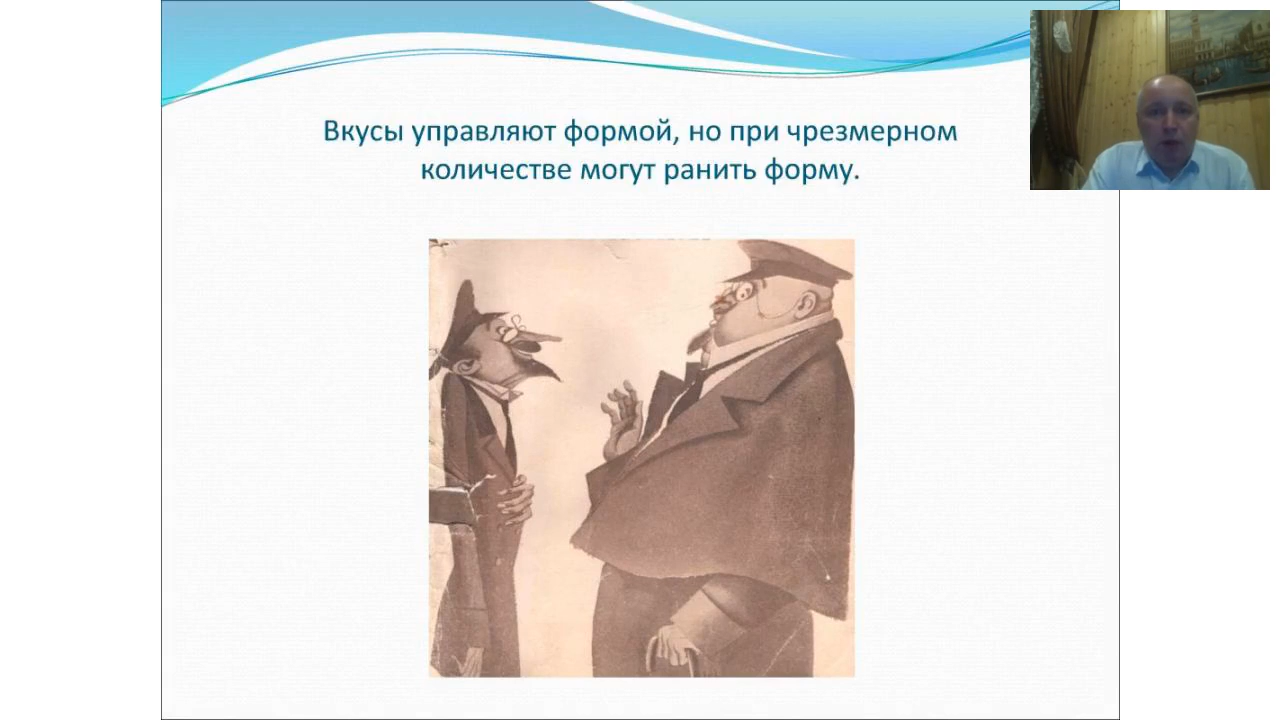 Вкусы управляют формой, но при чрезмерном
количестве могут ранить форму.